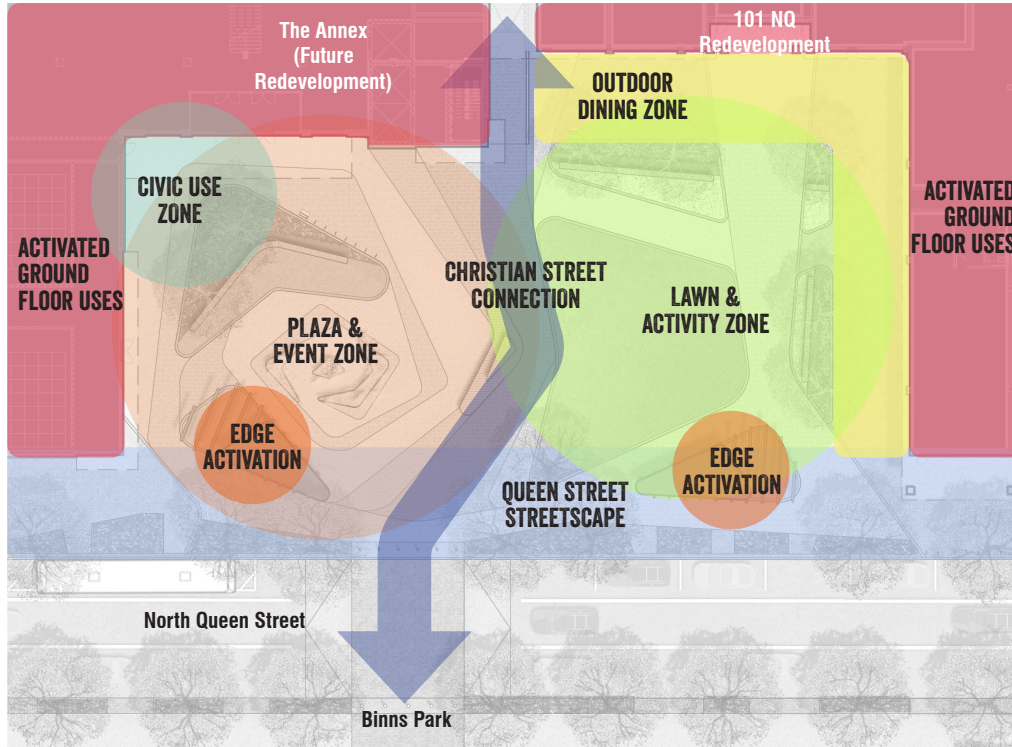 The Annex
(Future
Redevelopment)
101 NQ
Redevelopment
OUTDOOR
DINING ZONE
CIVIC USE
ZONE
ACTIVATED
GROUND
FLOOR USES
ACTIVATED
GROUND
FLOOR USES
CHRISTIAN STREET
CONNECTION
LAWN &
ACTIVITY ZONE
PLAZA &
EVENT ZONE
EDGE
ACTIVATION
EDGE
ACTIVATION
QUEEN STREET
STREETSCAPE
North Queen Street
Binns Park